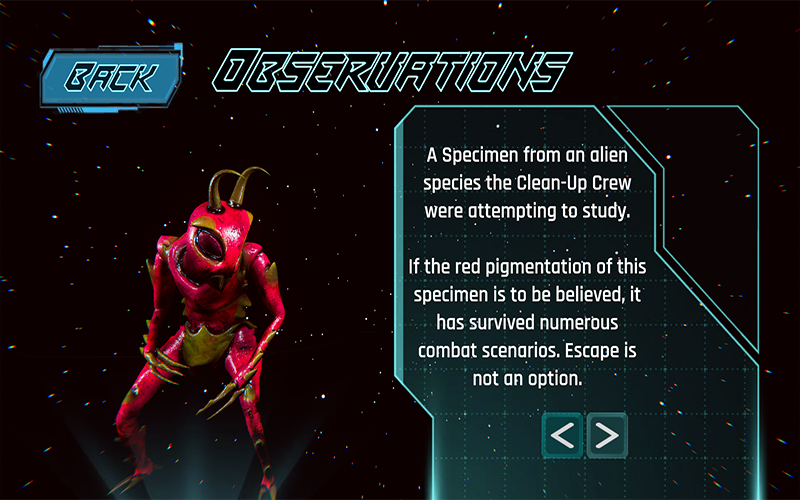 Back
Observations
A Specimen from an alien
species the Clean-Up Crew
were attempting to study.
If the red pigmentation of this
specimen is to be believed, it
has survived numerous
combat scenarios. Escape is
not an option.
< >